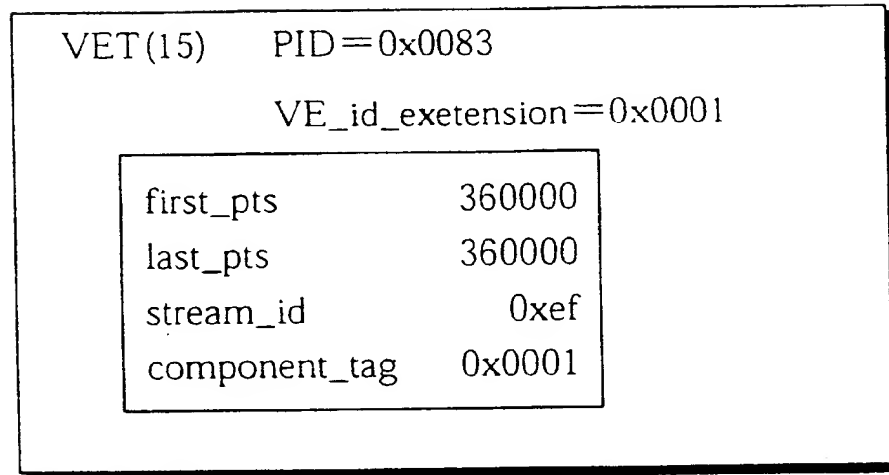 VET(15) PID=0x0083
VE_id_exetension=0x0001
first_pts 360000
last_pts 360000
stream_id 0xef
component_tag 0x0001